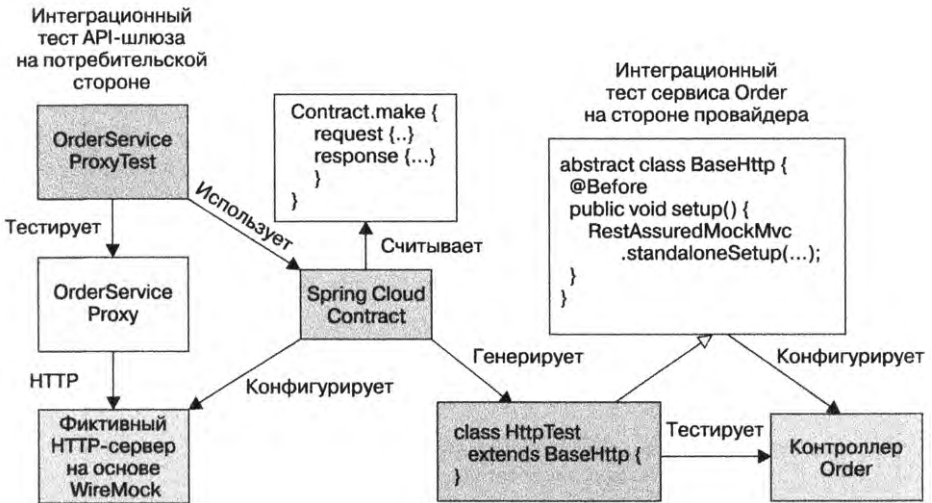 Интеграционный
тест API-шлюза
на потребительской
стороне
OrderService
ProxyTest
Тестирует
OrderService
Proxy
HTTP
Фиктивный
HTTP-сервер
на основе
WireMock
Использует
Contract.make {
request {..}
response {...}
}
}
Считывает
Spring Cloud
Contract
Конфигурирует
Генерирует
Интеграционный
тест сервиса Order
на стороне провайдера
abstract class BaseHttp {
@Before
public void setup() {
RestAssuredMockMvc
.standaloneSetup(...);
}
}
Конфигурирует
class HttpTest
extends BaseHttp {
}
Тестирует
Контроллер
Order